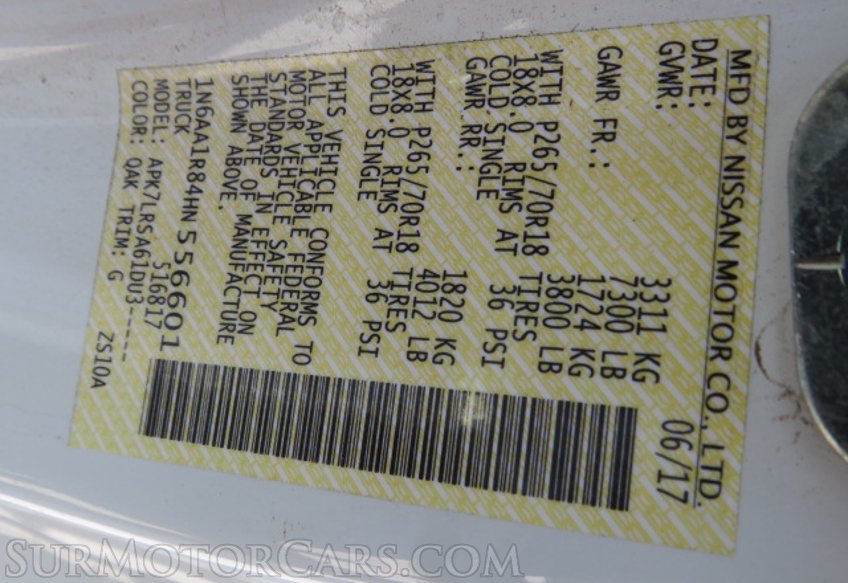 MFD BY NISSAN MOTOR CO., LTD.
DATE: 06/17
GVWR: 3311 KG
7300 LB
GAWR FR.: 1724 KG
3800 LB
WITH P265/70R18 TIRES
18X8.0 RIMS AT 36 PSI
COLD SINGLE
GAWR RR.: 1820 KG
4012 LB
WITH P265/70R18 TIRES
18X8.0 RIMS AT 36 PSI
COLD SINGLE
THIS VEHICLE CONFORMS TO
ALL APPLICABLE FEDERAL
MOTOR VEHICLE SAFETY
STANDARDS IN EFFECT ON
THE DATE OF MANUFACTURE
SHOWN ABOVE.
1N6AA1R84HN556601
TRUCK 516817
MODEL: APK7LRSA61DU3-----
COLOR: QAK TRIM: G
ZS10A
SURMOTORCARS.COM